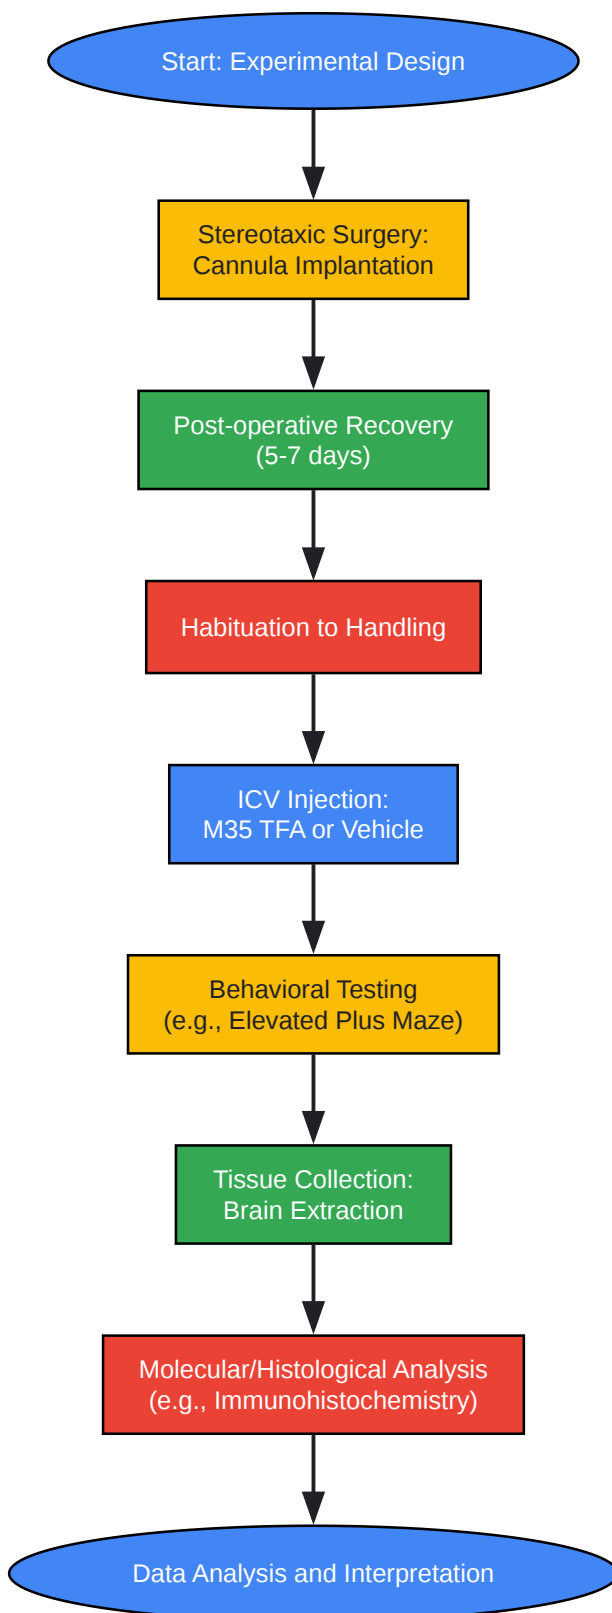 Start: Experimental Design
Stereotaxic Surgery:
Cannula Implantation
Post-operative Recovery
(5-7 days)
Habituation to Handling
ICV Injection:
M35 TFA or Vehicle
Behavioral Testing
(e.g., Elevated Plus Maze)
Tissue Collection:
Brain Extraction
Molecular/Histological Analysis
(e.g., Immunohistochemistry)
Data Analysis and Interpretation